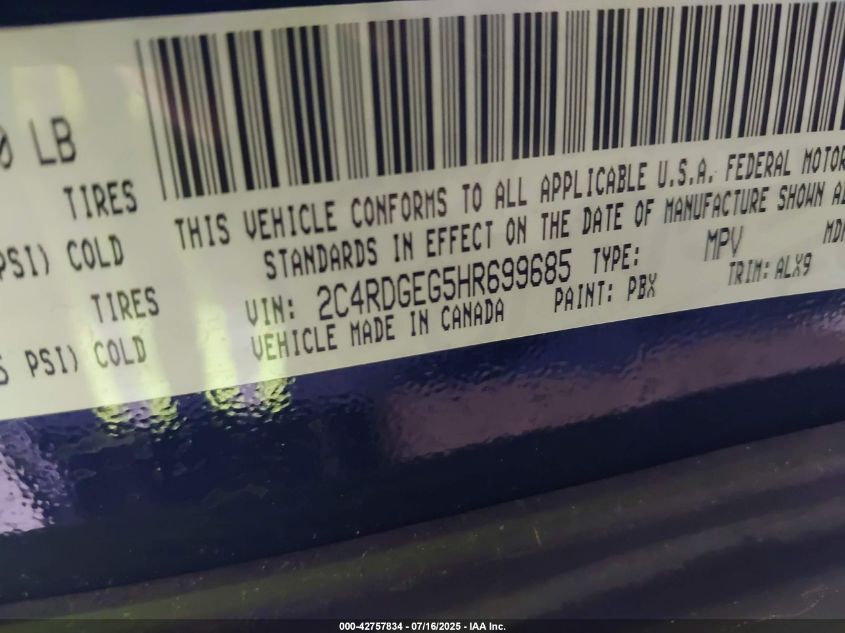 0 LB
TIRES
PSI) COLD
TIRES
PSI) COLD
THIS VEHICLE CONFORMS TO ALL APPLICABLE U.S.A. FEDERAL MOTOR
STANDARDS IN EFFECT ON THE DATE OF MANUFACTURE SHOWN
VIN: 2C4RDGEG5HR699685 TYPE: MPV
VEHICLE MADE IN CANADA PAINT: PBX TRIM: ALX9
000-42757834 - 07/16/2025 - IAA Inc.